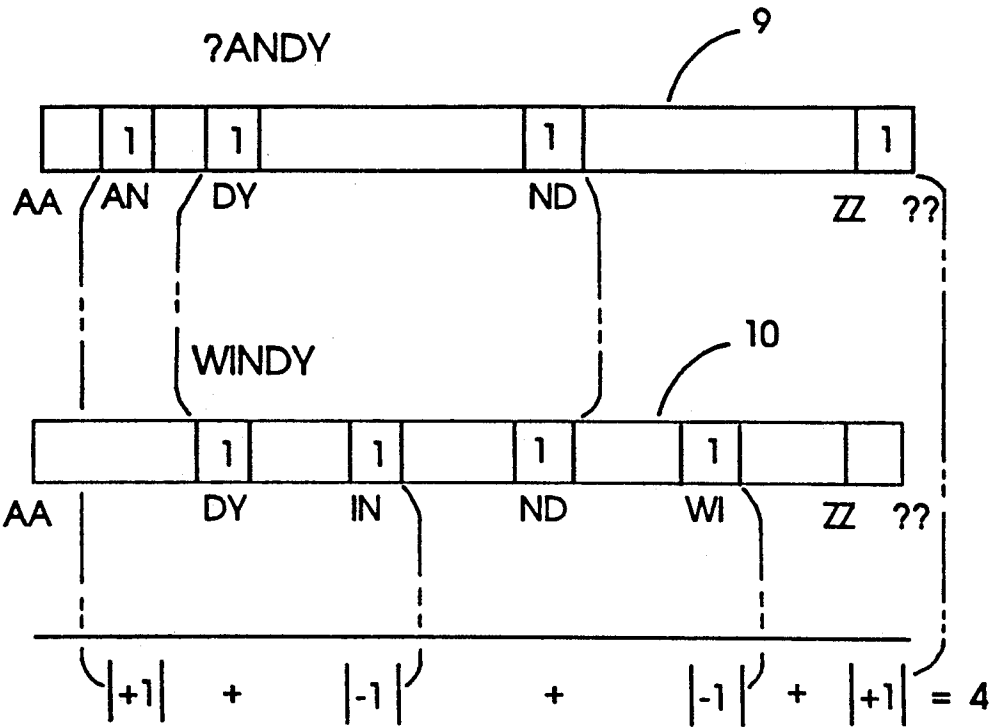 9
?ANDY
1 1 1 1
AA AN DY ND ZZ ??
10
WINDY
1 1 1 1
AA DY IN ND WI ZZ ??
|+1| + |-1| + |-1| + |+1| = 4